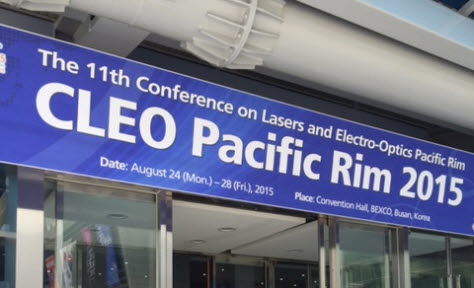 The 11th Conference on Lasers and Electro-Optics Pacific Rim
CLEO Pacific Rim 2015
Date: August 24 (Mon.) – 28 (Fri.), 2015
Place: Convention Hall, BEXCO, Busan, Korea